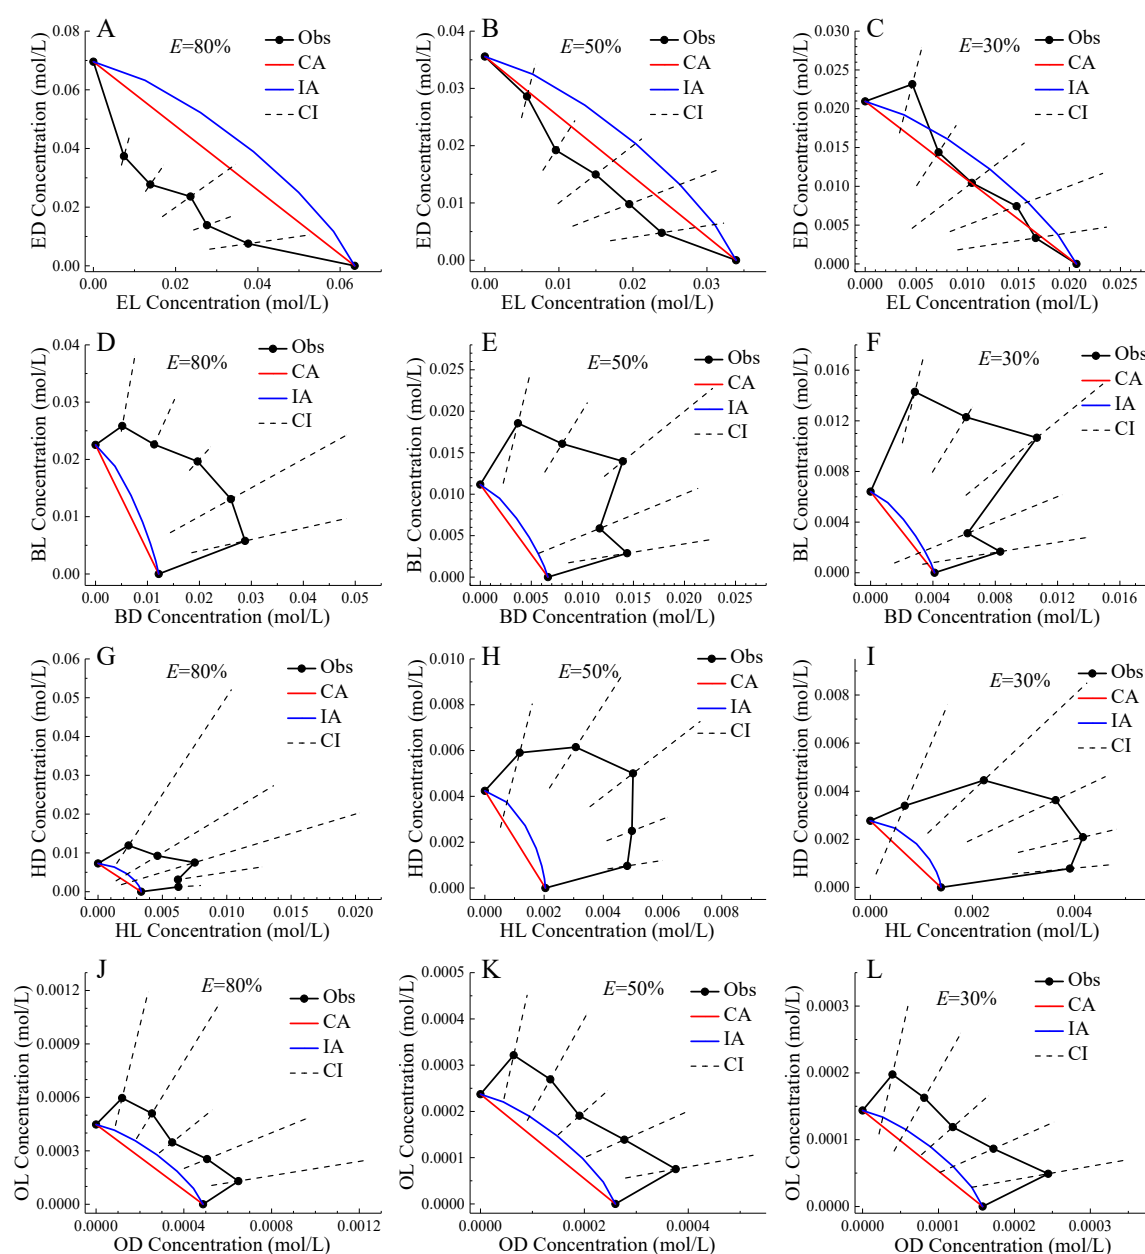 A
E=80%
Obs
CA
IA
CI
0.08
0.06
0.04
0.02
0.00
0.00 0.02 0.04 0.06
ED Concentration (mol/L)
EL Concentration (mol/L)
B
E=50%
Obs
CA
IA
CI
0.04
0.03
0.02
0.01
0.00
0.00 0.01 0.02 0.03
ED Concentration (mol/L)
EL Concentration (mol/L)
C
E=30%
Obs
CA
IA
CI
0.030
0.025
0.020
0.015
0.010
0.005
0.000
0.000 0.005 0.010 0.015 0.020 0.025
ED Concentration (mol/L)
EL Concentration (mol/L)
D
E=80%
Obs
CA
IA
CI
0.04
0.03
0.02
0.01
0.00
0.00 0.01 0.02 0.03 0.04 0.05
BL Concentration (mol/L)
BD Concentration (mol/L)
E
E=50%
Obs
CA
IA
CI
0.025
0.020
0.015
0.010
0.005
0.000
0.000 0.005 0.010 0.015 0.020 0.025
BL Concentration (mol/L)
BD Concentration (mol/L)
F
E=30%
Obs
CA
IA
CI
0.016
0.012
0.008
0.004
0.000
0.000 0.004 0.008 0.012 0.016
BL Concentration (mol/L)
BD Concentration (mol/L)
G
E=80%
Obs
CA
IA
CI
0.06
0.05
0.04
0.03
0.02
0.01
0.00
0.000 0.005 0.010 0.015 0.020
HD Concentration (mol/L)
HL Concentration (mol/L)
H
E=50%
Obs
CA
IA
CI
0.010
0.008
0.006
0.004
0.002
0.000
0.000 0.002 0.004 0.006 0.008
HD Concentration (mol/L)
HL Concentration (mol/L)
I
E=30%
Obs
CA
IA
CI
0.008
0.006
0.004
0.002
0.000
0.000 0.002 0.004
HD Concentration (mol/L)
HL Concentration (mol/L)
J
E=80%
Obs
CA
IA
CI
0.0012
0.0009
0.0006
0.0003
0.0000
0.0000 0.0004 0.0008 0.0012
OL Concentration (mol/L)
OD Concentration (mol/L)
K
E=50%
Obs
CA
IA
CI
0.0005
0.0004
0.0003
0.0002
0.0001
0.0000
0.0000 0.0002 0.0004
OL Concentration (mol/L)
OD Concentration (mol/L)
L
E=30%
Obs
CA
IA
CI
0.0003
0.0002
0.0001
0.0000
0.0000 0.0001 0.0002 0.0003
OL Concentration (mol/L)
OD Concentration (mol/L)